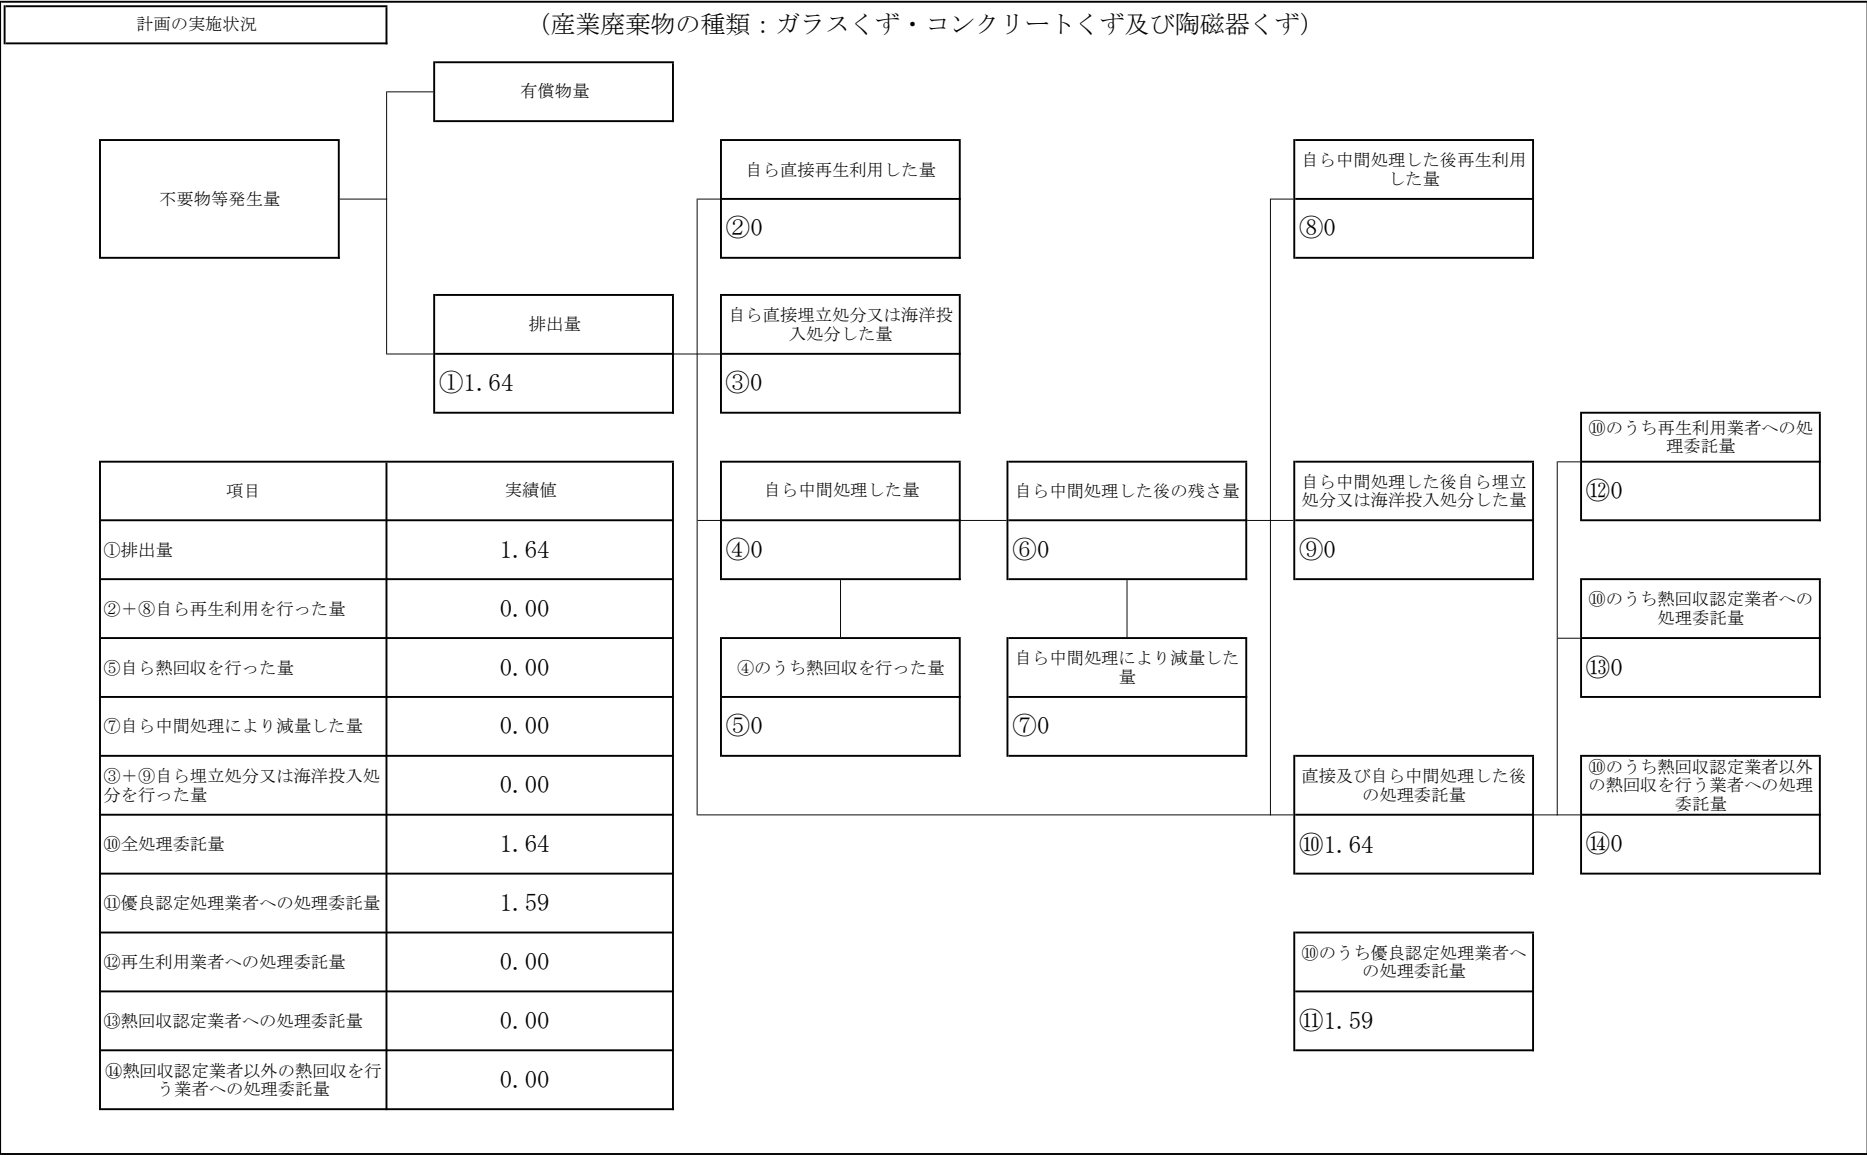 計画の実施状況
(産業廃棄物の種類:ガラスくず・コンクリートくず及び陶磁器くず)
有償物量
不要物等発生量
自ら直接再生利用した量
②0
自ら中間処理した後再生利用
した量
⑧0
排出量
①1.64
自ら直接埋立処分又は海洋投
入処分した量
③0
⑩のうち再生利用業者への処
理委託量
⑫0
自ら中間処理した量
④0
自ら中間処理した後の残さ量
⑥0
自ら中間処理した後自ら埋立
処分又は海洋投入処分した量
⑨0
⑩のうち熱回収認定業者への
処理委託量
⑬0
④のうち熱回収を行った量
⑤0
自ら中間処理により減量した
量
⑦0
直接及び自ら中間処理した後
の処理委託量
⑩1.64
⑩のうち熱回収認定業者以外
の熱回収を行う業者への処理
委託量
⑭0
⑩のうち優良認定処理業者へ
の処理委託量
⑪1.59
項目 実績値
①排出量 1.64
②+⑧自ら再生利用を行った量 0.00
⑤自ら熱回収を行った量 0.00
⑦自ら中間処理により減量した量 0.00
③+⑨自ら埋立処分又は海洋投入処
分を行った量 0.00
⑩全処理委託量 1.64
⑪優良認定処理業者への処理委託量 1.59
⑫再生利用業者への処理委託量 0.00
⑬熱回収認定業者への処理委託量 0.00
⑭熱回収認定業者以外の熱回収を行
う業者への処理委託量 0.00